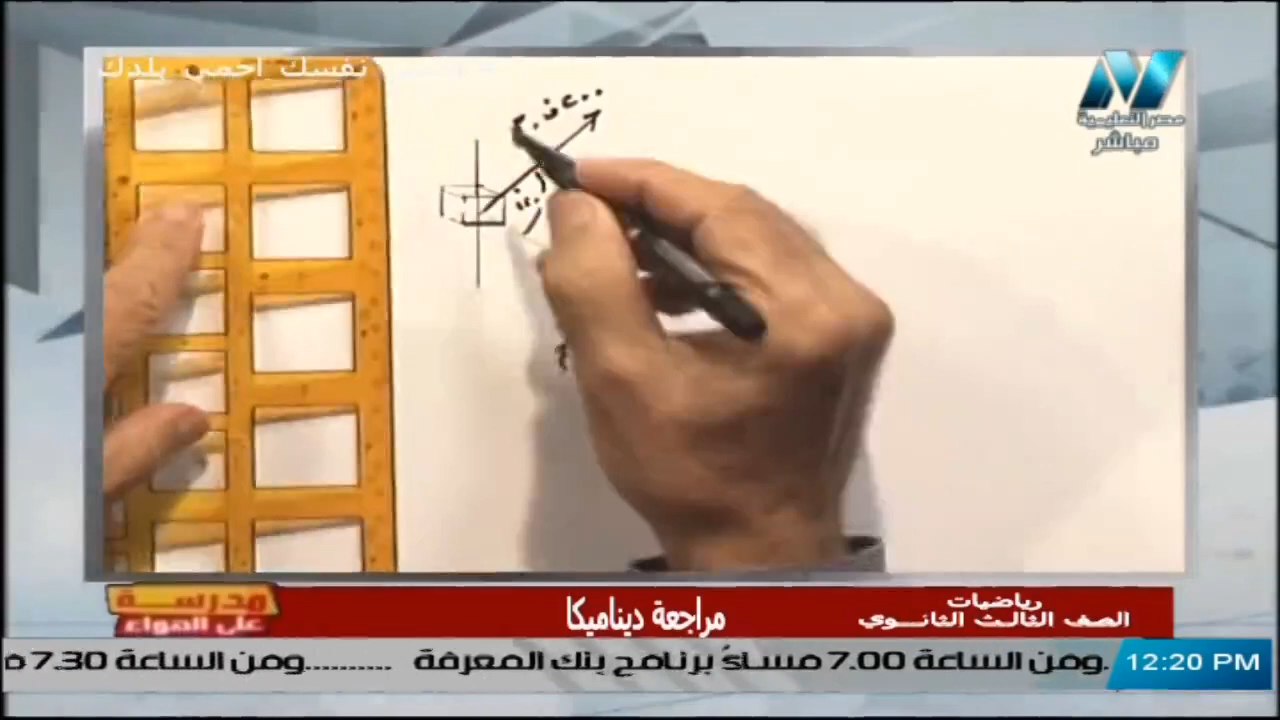 نفسك احمي بلدك
مصر التعليمية
مباشر
مدرسة
على الهواء
مراجعة ديناميكا
رياضيات
الصف الثالث الثانوي
.ومن الساعة 7.00 مساءً برنامج بنك المعرفة ..........ومن الساعة 7.30
12:20 PM